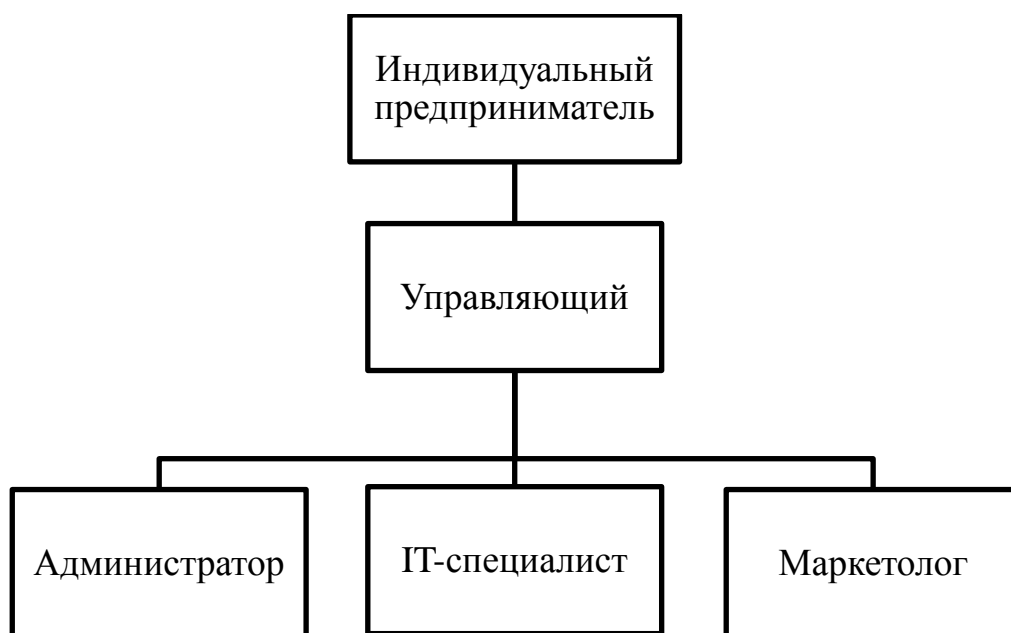 Индивидуальный
предприниматель
Управляющий
Администратор
IT-специалист
Маркетолог